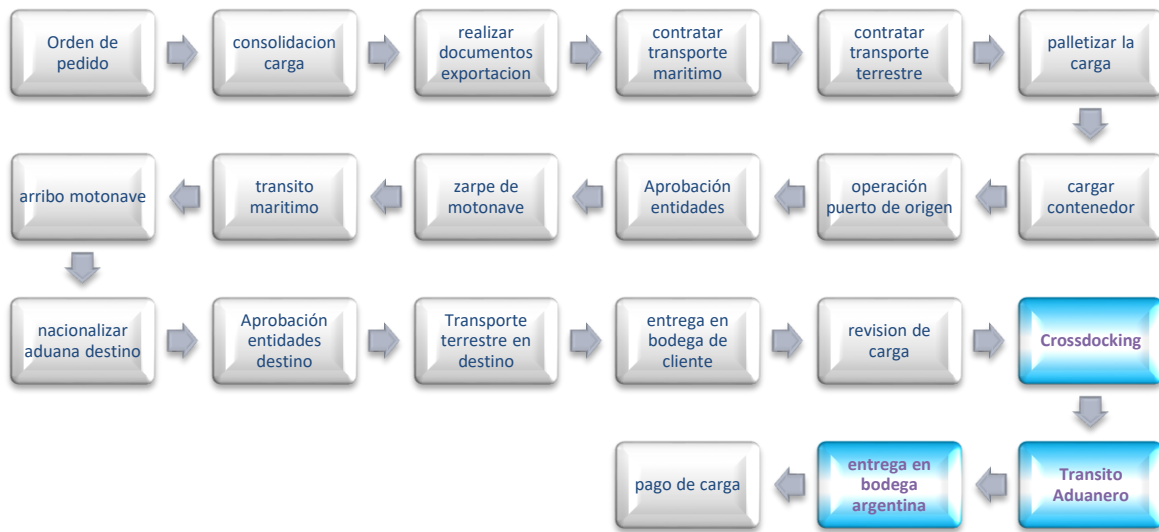 Orden de
pedido
consolidacion
carga
realizar
documentos
exportacion
contratar
transporte
maritimo
contratar
transporte
terrestre
palletizar la
carga
cargar
contenedor
operación
puerto de origen
Aprobación
entidades
zarpe de
motonave
transito
maritimo
arribo motonave
nacionalizar
aduana destino
Aprobación
entidades
destino
Transporte
terrestre en
destino
entrega en
bodega de
cliente
revision de
carga
Crossdocking
Transito
Aduanero
entrega en
bodega
argentina
pago de carga